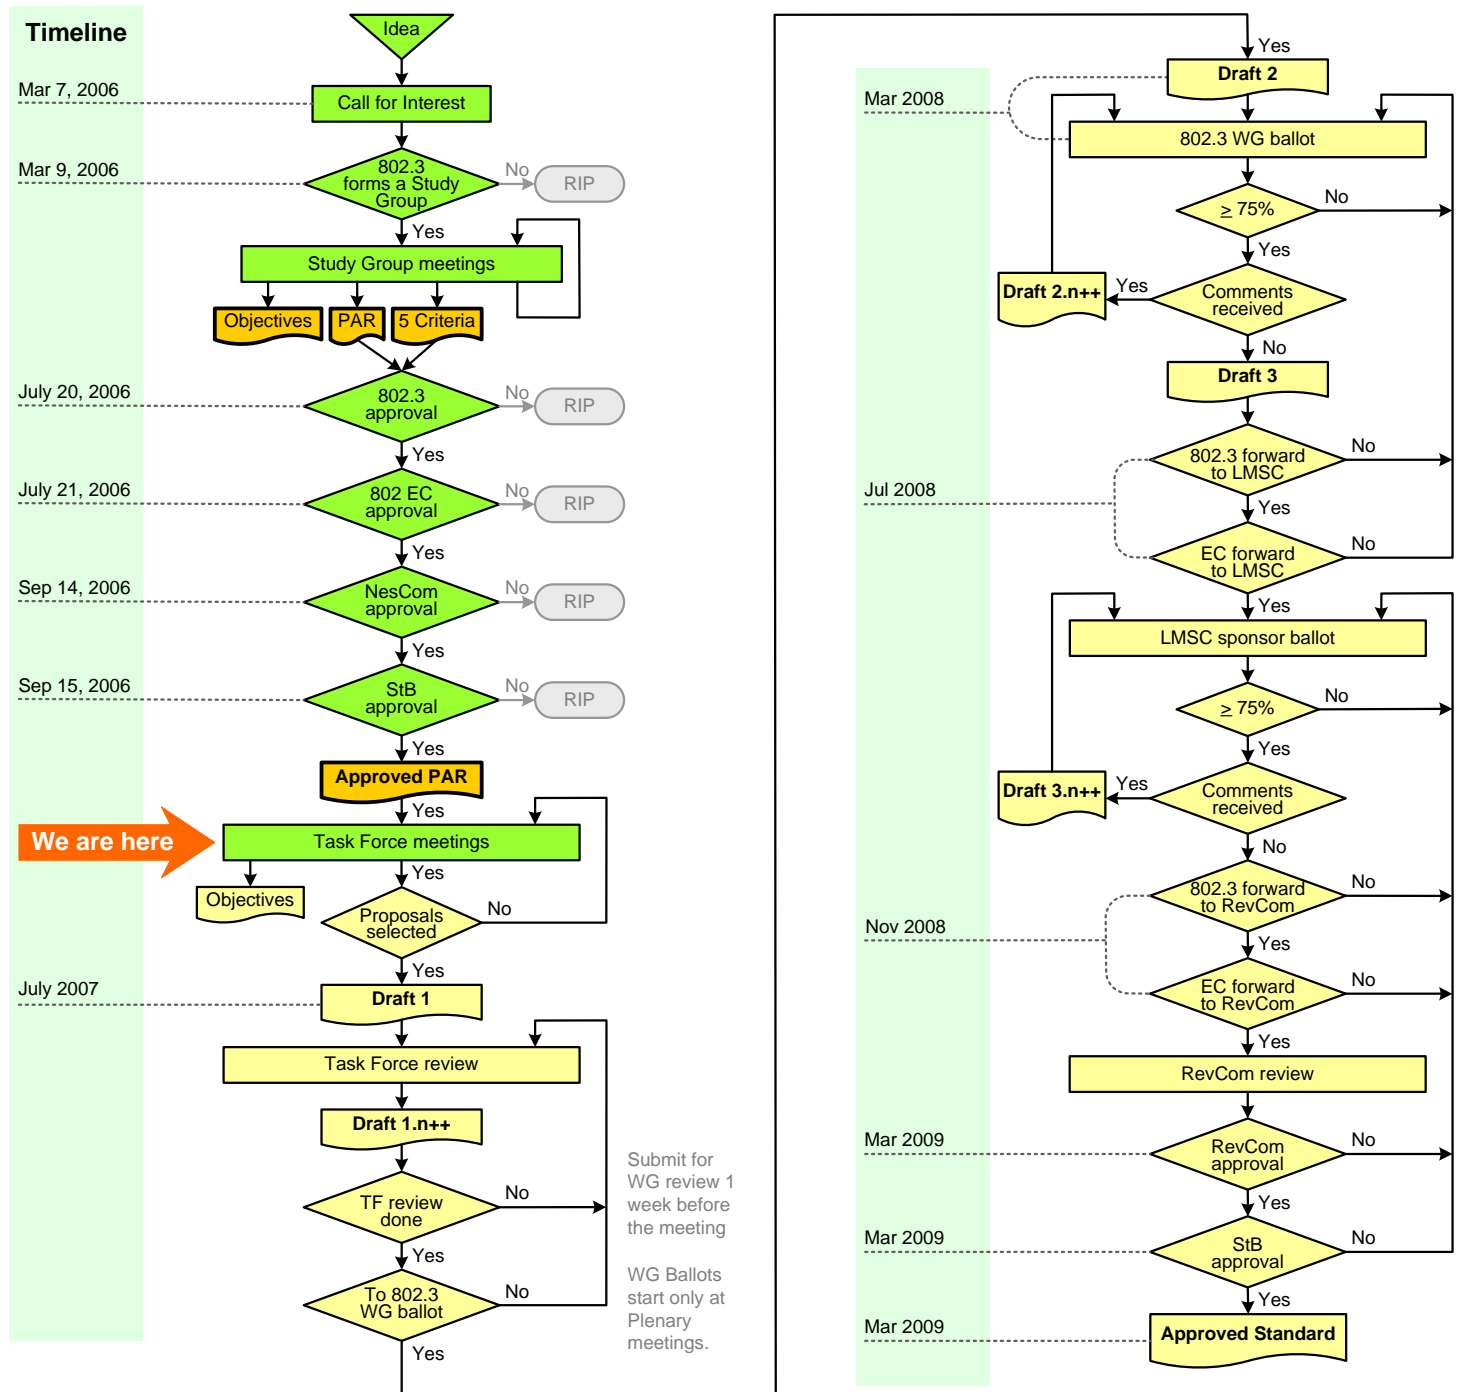 Timeline
Idea
Mar 7, 2006
Call for Interest
Mar 9, 2006
802.3
forms a Study
Group
No
RIP
Yes
Study Group meetings
Objectives
PAR
5 Criteria
July 20, 2006
802.3
approval
No
RIP
Yes
July 21, 2006
802 EC
approval
No
RIP
Yes
Sep 14, 2006
NesCom
approval
No
RIP
Yes
Sep 15, 2006
StB
approval
No
RIP
Yes
Approved PAR
Yes
We are here
Task Force meetings
Yes
Objectives
Proposals
selected
No
Yes
July 2007
Draft 1
Task Force review
Draft 1.n++
TF review
done
No
Yes
To 802.3
WG ballot
No
Yes
Submit for
WG review 1
week before
the meeting
WG Ballots
start only at
Plenary
meetings.
Yes
Draft 2
Mar 2008
802.3 WG ballot
≥ 75%
No
Yes
Comments
received
Yes
Draft 2.n++
No
Draft 3
802.3 forward
to LMSC
No
Jul 2008
Yes
EC forward
to LMSC
No
Yes
LMSC sponsor ballot
≥ 75%
No
Yes
Comments
received
Yes
Draft 3.n++
No
802.3 forward
to RevCom
No
Nov 2008
Yes
EC forward
to RevCom
No
Yes
RevCom review
Mar 2009
RevCom
approval
No
Yes
Mar 2009
StB
approval
No
Yes
Mar 2009
Approved Standard